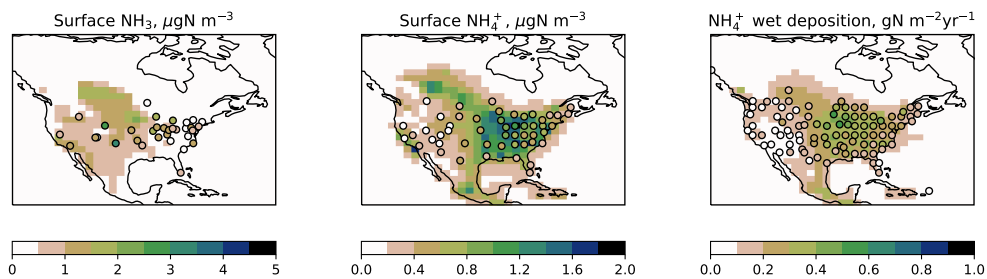 Surface NH₃, μgN m⁻³
Surface NH₄⁺, μgN m⁻³
NH₄⁺ wet deposition, gN m⁻²yr⁻¹
0 1 2 3 4 5
0.0 0.4 0.8 1.2 1.6 2.0
0.0 0.2 0.4 0.6 0.8 1.0